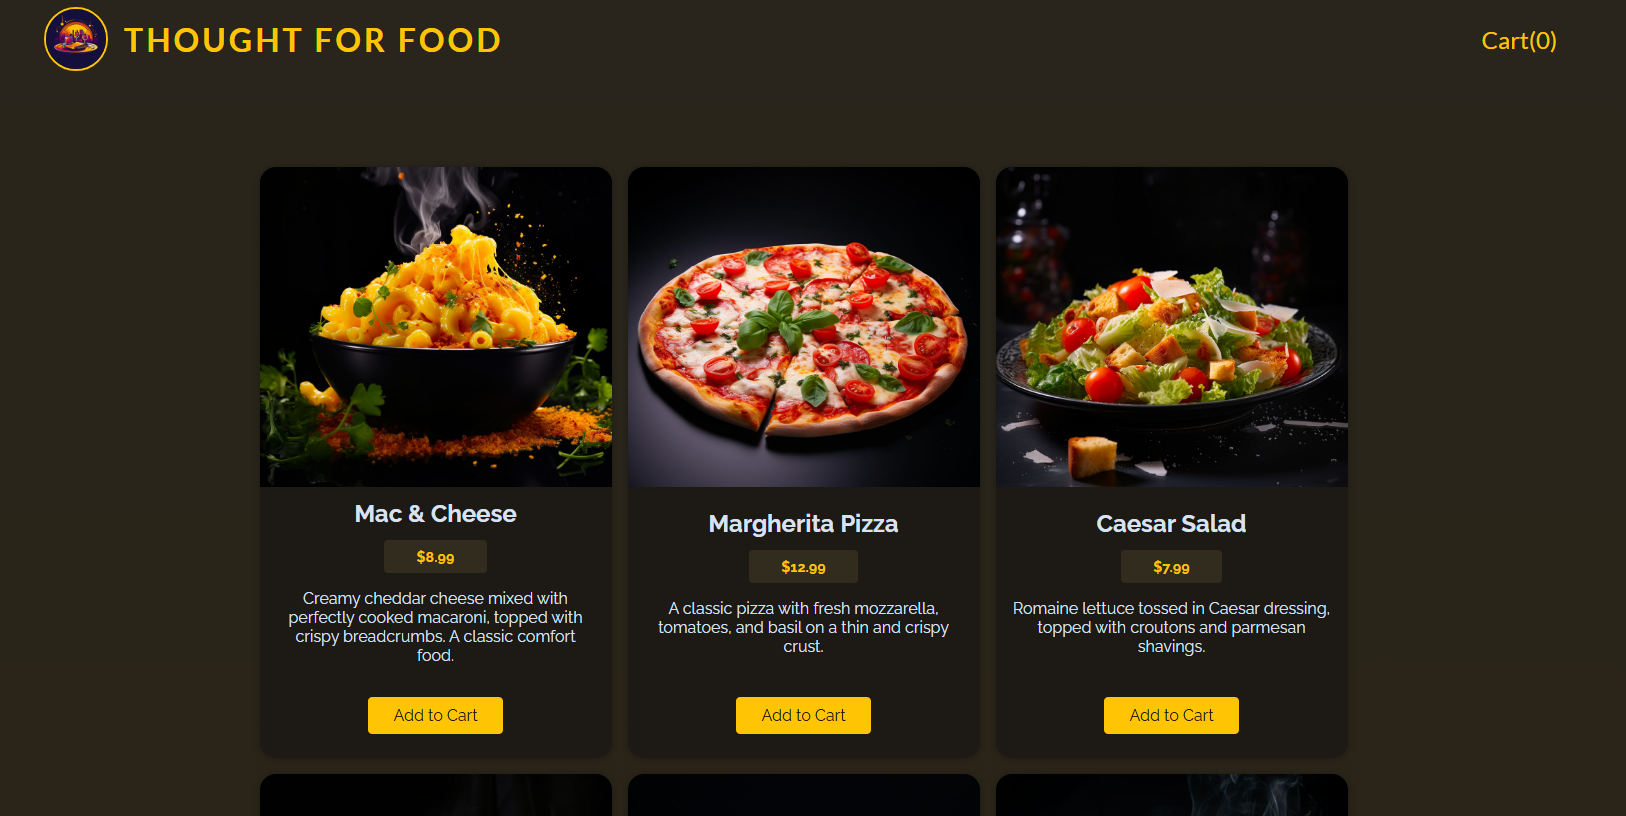 THOUGHT FOR FOOD
Cart(0)
Mac & Cheese
$8.99
Creamy cheddar cheese mixed with
perfectly cooked macaroni, topped with
crispy breadcrumbs. A classic comfort
food.
Add to Cart
Margherita Pizza
$12.99
A classic pizza with fresh mozzarella,
tomatoes, and basil on a thin and crispy
crust.
Add to Cart
Caesar Salad
$7.99
Romaine lettuce tossed in Caesar dressing,
topped with croutons and parmesan
shavings.
Add to Cart